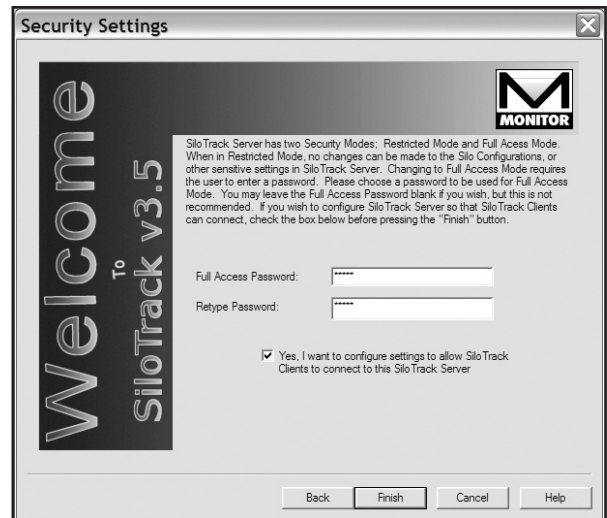 Security Settings
Welcome
To
SiloTrack v3.5
MONITOR
SiloTrack Server has two Security Modes; Restricted Mode and Full Acess Mode.
When in Restricted Mode, no changes can be made to the Silo Configurations, or
other sensitive settings in SiloTrack Server. Changing to Full Access Mode requires
the user to enter a password. Please choose a password to be used for Full Access
Mode. You may leave the Full Access Password blank if you wish, but this is not
recommended. If you wish to configure SiloTrack Server so that SiloTrack Clients
can connect, check the box below before pressing the "Finish" button.
Full Access Password: *****
Retype Password: *****
Yes, I want to configure settings to allow SiloTrack
Clients to connect to this SiloTrack Server
Back Finish Cancel Help